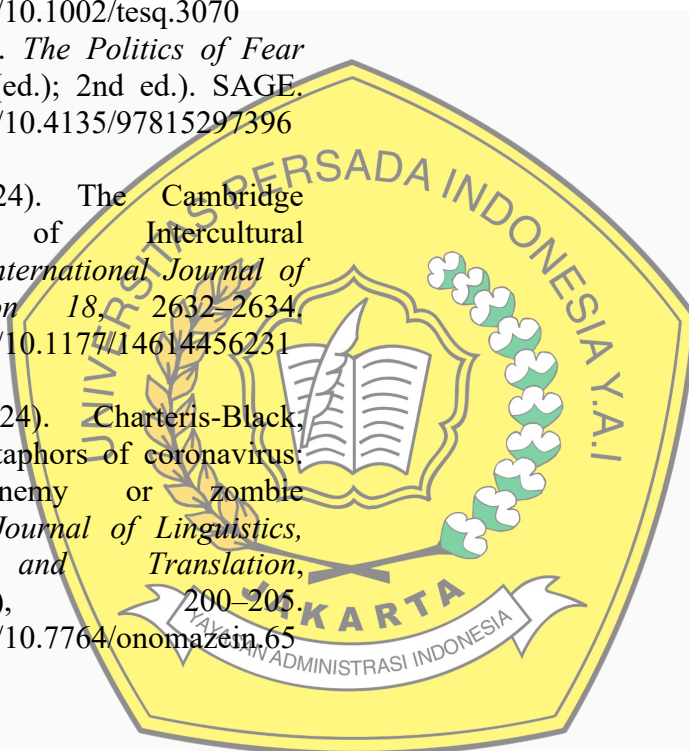 /10.1002/tesq.3070
. The Politics of Fear
(ed.); 2nd ed.). SAGE.
/10.4135/97815297396
24). The Cambridge
of Intercultural
nternational Journal of
on 18, 2632–2634.
/10.1177/14614456231
24). Charteris-Black,
taphors of coronavirus:
nemy or zombie
Journal of Linguistics,
and Translation,
), 200–205.
/10.7764/onomazein.65
UNIVERSITAS PERSADA INDONESIA Y.A.I
JAKARTA
YAYASAN ADMINISTRASI INDONESIA